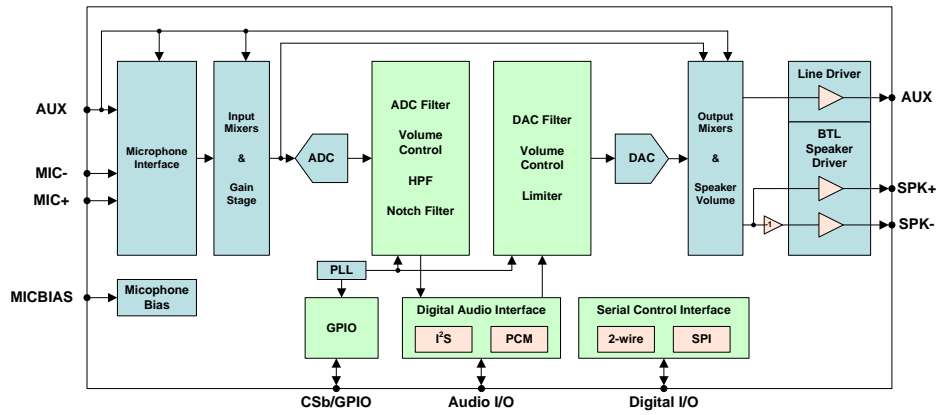 AUX
MIC-
MIC+
MICBIAS
Microphone
Interface
Input
Mixers
&
Gain
Stage
ADC
ADC Filter
Volume
Control
HPF
Notch Filter
DAC Filter
Volume
Control
Limiter
DAC
Output
Mixers
&
Speaker
Volume
Line Driver
BTL
Speaker
Driver
-1
AUX
SPK+
SPK-
Micophone
Bias
PLL
GPIO
Digital Audio Interface
I²S
PCM
Serial Control Interface
2-wire
SPI
CSb/GPIO
Audio I/O
Digital I/O